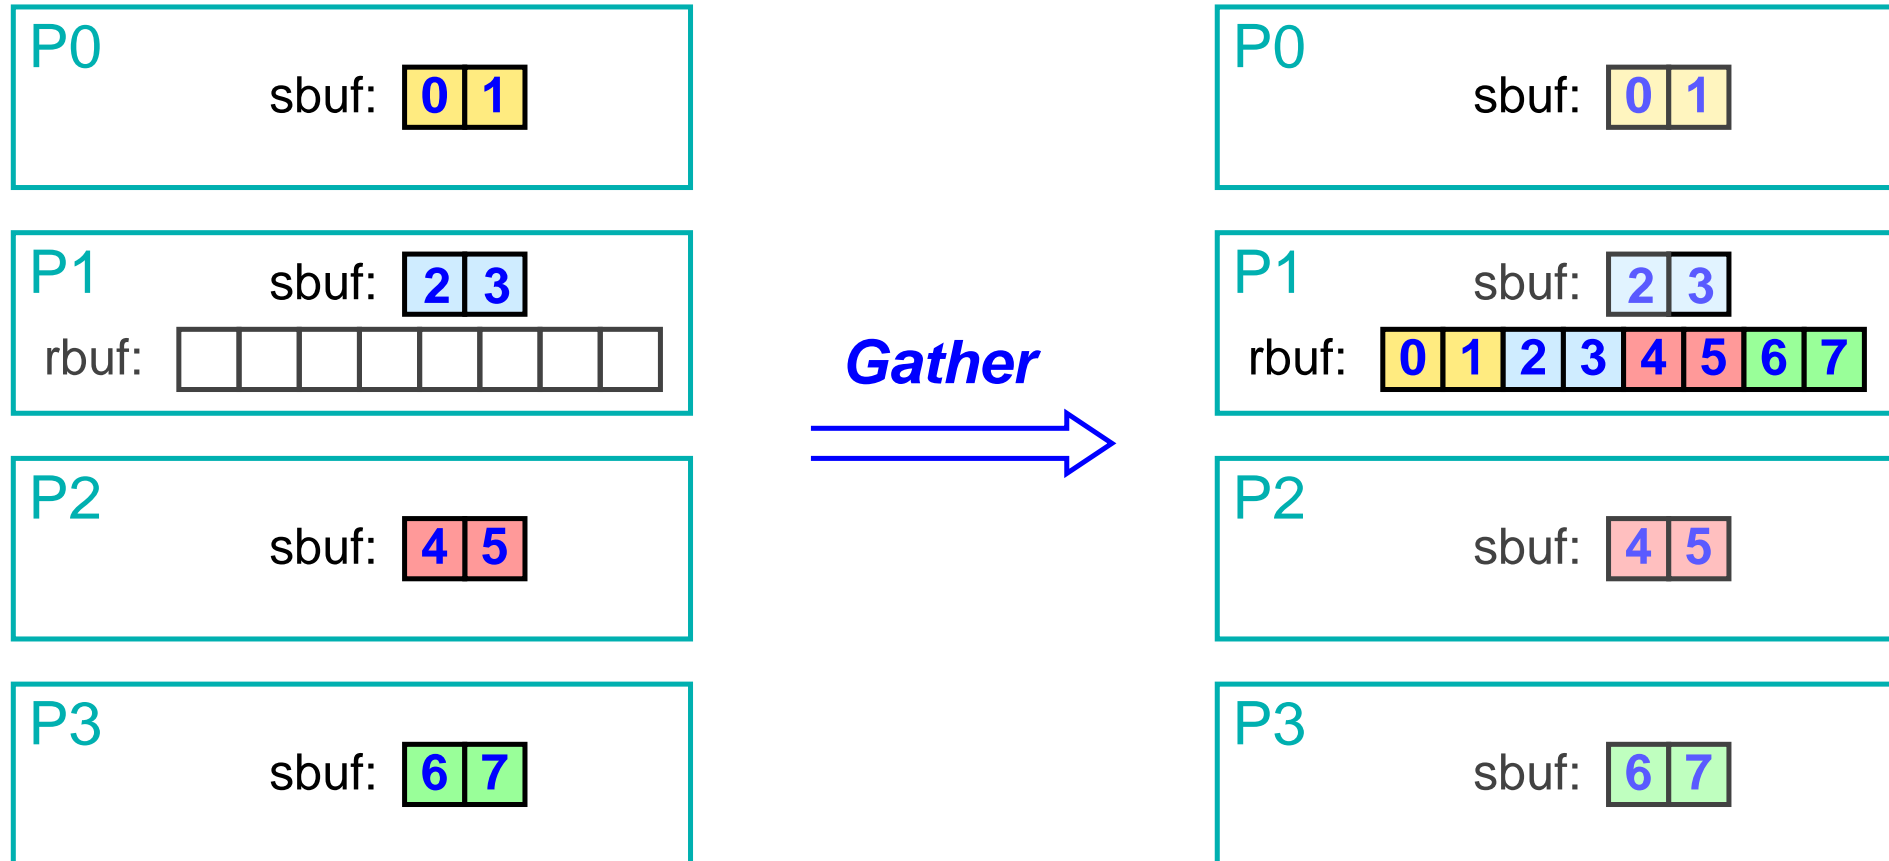 P0
sbuf: 0 1
P1
sbuf: 2 3
rbuf:
P2
sbuf: 4 5
P3
sbuf: 6 7
Gather
P0
sbuf: 0 1
P1
sbuf: 2 3
rbuf: 0 1 2 3 4 5 6 7
P2
sbuf: 4 5
P3
sbuf: 6 7